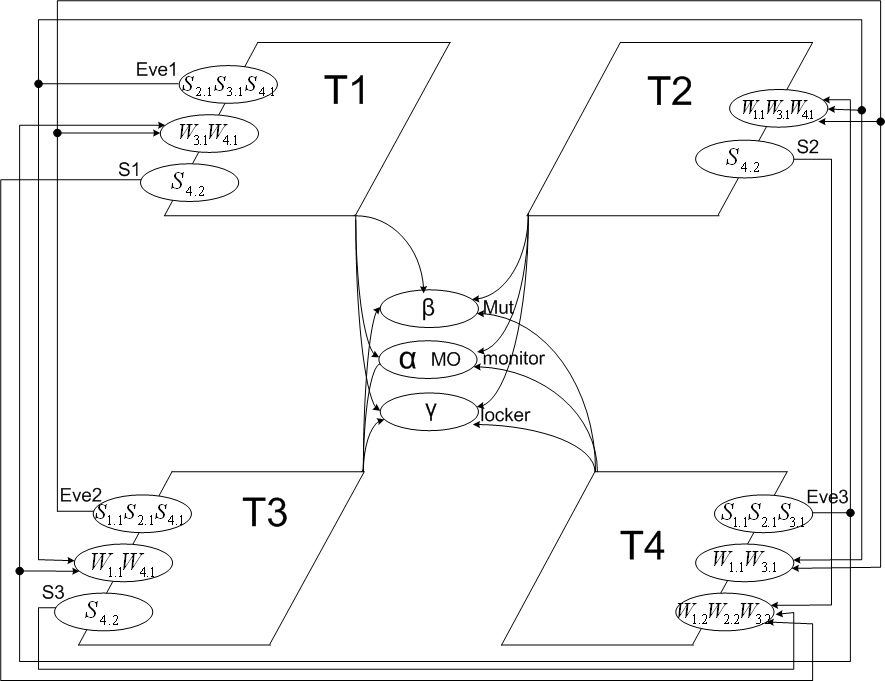 Eve1
S2.1S3.1S4.1
T1
T2
W1.1W3.1W4.1
W3.1W4.1
S2
S4.2
S1
S4.2
β
Mut
α MO
monitor
γ
locker
Eve2
S1.1S2.1S4.1
T3
Eve3
S1.1S2.1S3.1
T4
W1.1W4.1
W1.1W3.1
S3
S4.2
W1.2W2.2W3.2